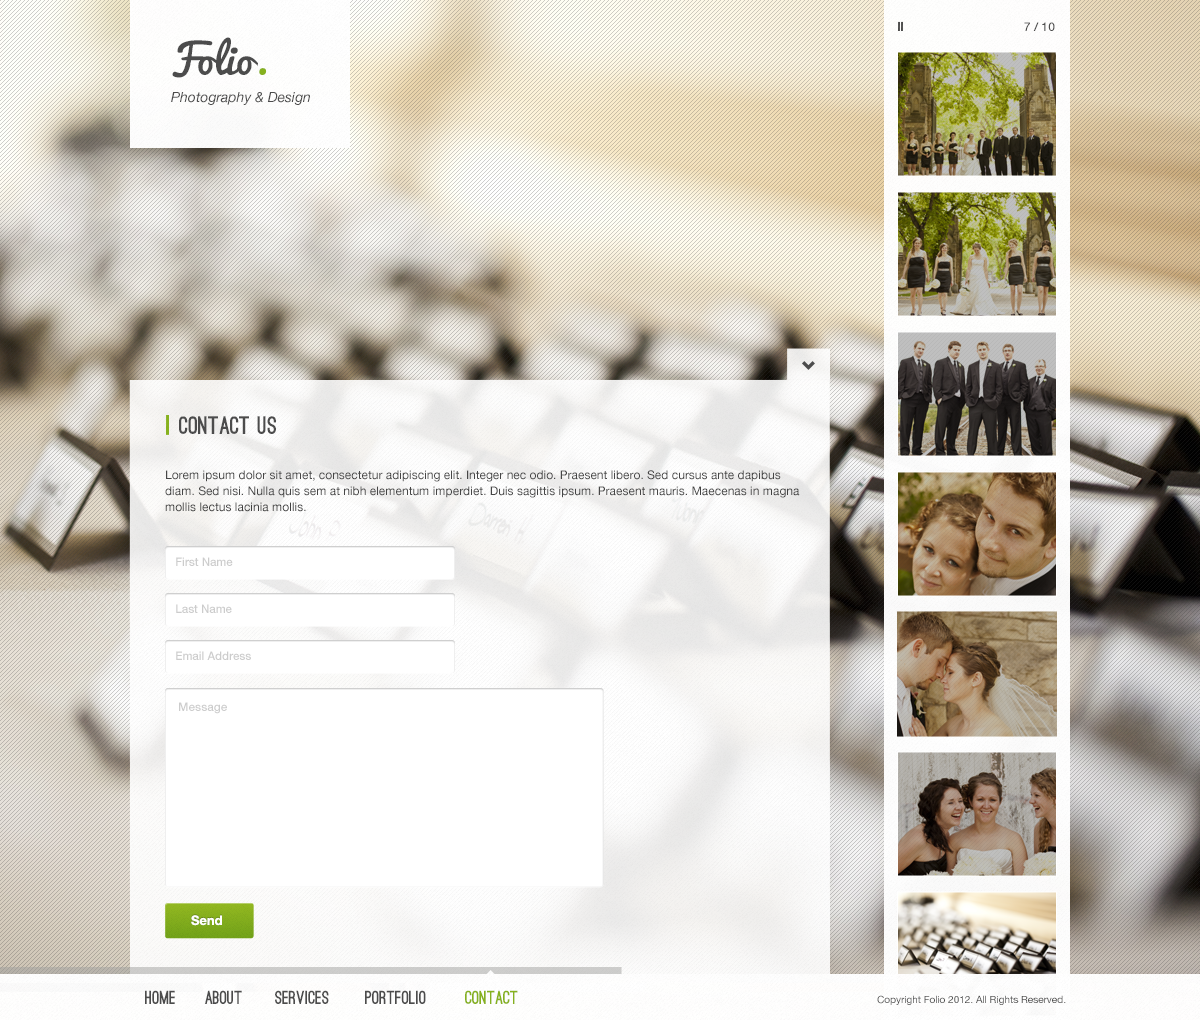 Folio.
Photography & Design
7 / 10
CONTACT US
Lorem ipsum dolor sit amet, consectetur adipiscing elit. Integer nec odio. Praesent libero. Sed cursus ante dapibus
diam. Sed nisi. Nulla quis sem at nibh elementum imperdiet. Duis sagittis ipsum. Praesent mauris. Maecenas in magna
mollis lectus lacinia mollis.
John D
Darren H
First Name
Last Name
Email Address
Message
Send
HOME
ABOUT
SERVICES
PORTFOLIO
CONTACT
Copyright Folio 2012. All Rights Reserved.